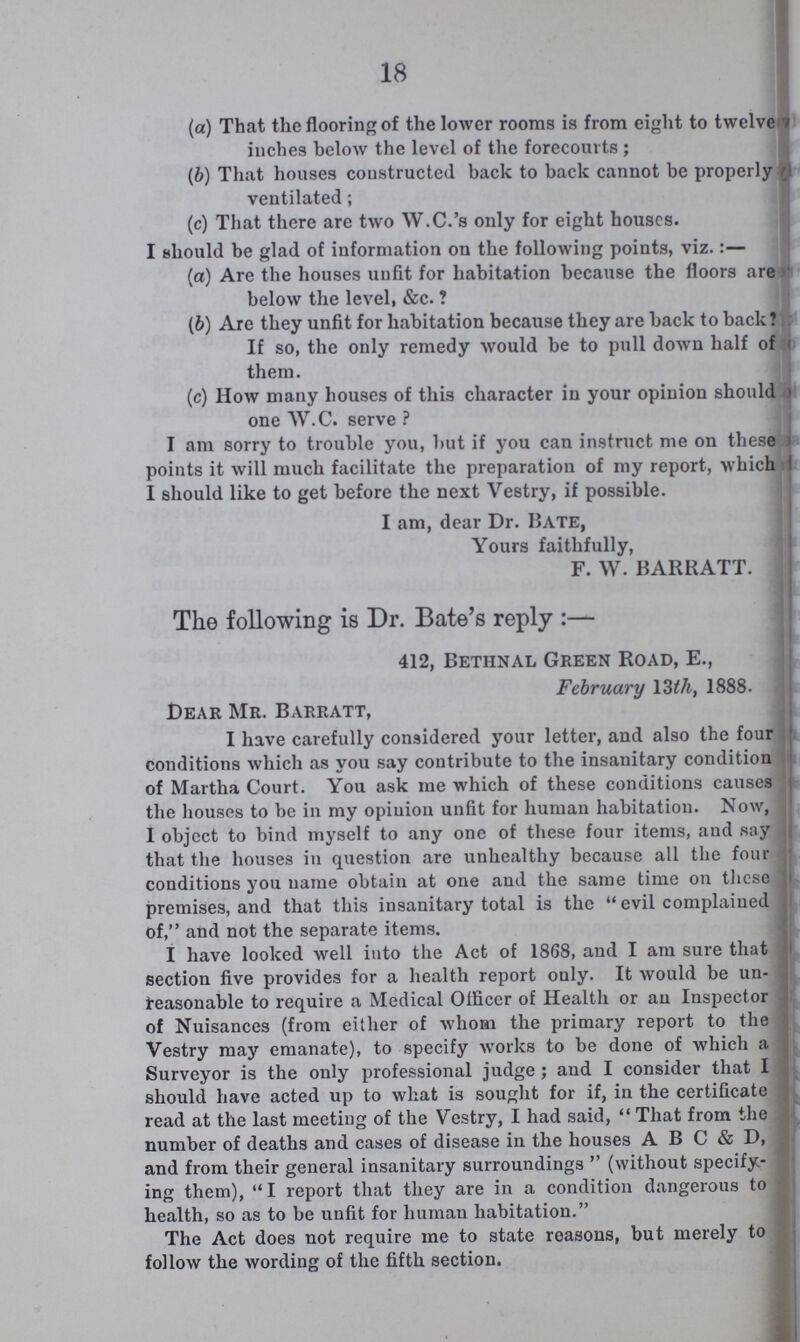 18
(a) That the flooring of the lower rooms is from eight to twelve
inches below the level of the forecourts;
(b) That houses constructed back to back cannot be properly
ventilated;
(c) That there are two W.C.'s only for eight houses.
I should be glad of information on the following points, viz.:—
(a) Are the houses unfit for habitation because the floors are
below the level, &c.?
(b) Are they unfit for habitation because they are back to back?
If so, the only remedy would be to pull down half of
them.
(c) How many houses of this character in your opinion should
one W.C. serve?
I am sorry to trouble you, but if you can instruct me on these
points it will much facilitate the preparation of my report, which
I should like to get before the next Vestry, if possible.
I am, dear Dr. BATE,
Yours faithfully,
F. W. BARRATT.
The following is Dr. Bate's reply :—
412, BETHNAL GREEN ROAD, E.,
February 13th, 1888.
DEAR MR. BARRATT,
I have carefully considered your letter, and also the four
conditions which as you say contribute to the insanitary condition
of Martha Court. You ask me which of these conditions causes
the houses to be in my opinion unfit for human habitation. Now,
I object to bind myself to any one of these four items, and say
that the houses in question are unhealthy because all the four
conditions you name obtain at one and the same time on these
premises, and that this insanitary total is the "evil complained
of," and not the separate items.
I have looked well into the Act of 1868, and I am sure that
section five provides for a health report only. It would be un-
reasonable to require a Medical Officer of Health or an Inspector
of Nuisances (from either of whom the primary report to the
Vestry may emanate), to specify works to be done of which a
Surveyor is the only professional judge; and I consider that I
should have acted up to what is sought for if, in the certificate
read at the last meeting of the Vestry, I had said, "That from the
number of deaths and cases of disease in the houses A B C & D,
and from their general insanitary surroundings" (without specify-
ing them), "I report that they are in a condition dangerous to
health, so as to be unfit for human habitation."
The Act does not require me to state reasons, but merely to
follow the wording of the fifth section.